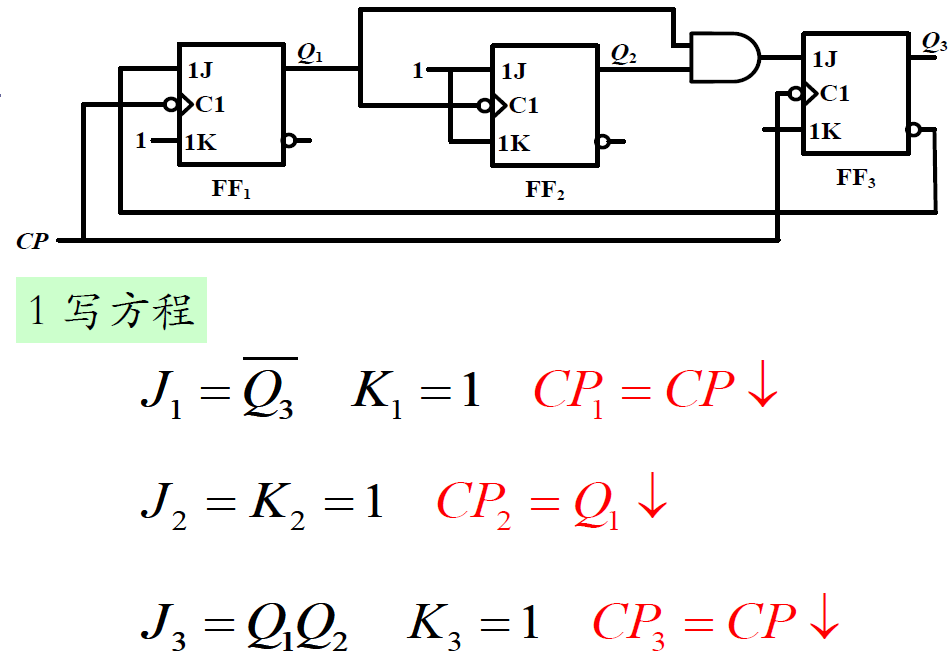 Q₁ Q₂ Q₃
1J 1 1J 1J
C1 C1 C1
1 1K 1K 1K
FF₁ FF₂ FF₃
CP
1 写方程
J₁ = \overline{Q₃} K₁ = 1 CP₁ = CP ↓
J₂ = K₂ = 1 CP₂ = Q₁ ↓
J₃ = Q₁Q₂ K₃ = 1 CP₃ = CP ↓